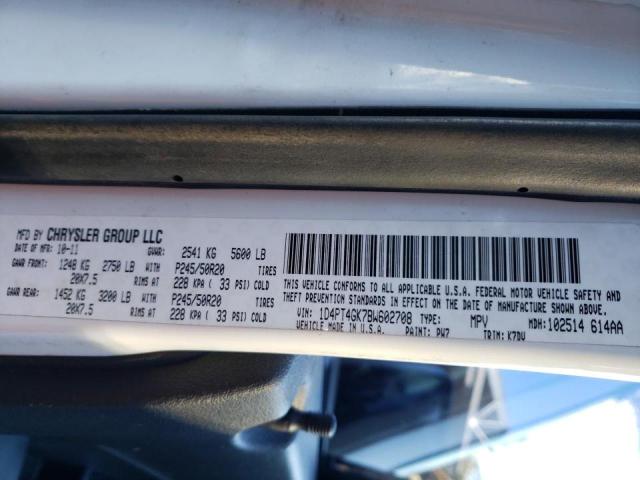 MFD BY CHRYSLER GROUP LLC
DATE OF MFR: 10-11 GVWR: 2541 KG 5600 LB
GAWR FRONT: 1248 KG 2750 LB WITH P245/50R20 TIRES
20X7.5 RIMS AT 228 KPA ( 33 PSI) COLD
GAWR REAR: 1452 KG 3200 LB WITH P245/50R20 TIRES
20X7.5 RIMS AT 228 KPA ( 33 PSI) COLD
THIS VEHICLE CONFORMS TO ALL APPLICABLE U.S.A. FEDERAL MOTOR VEHICLE SAFETY AND
THEFT PREVENTION STANDARDS IN EFFECT ON THE DATE OF MANUFACTURE SHOWN ABOVE.
VIN: 1D4PT4GK7BW602708 TYPE: MPV MDH: 102514 614AA
VEHICLE MADE IN U.S.A. PAINT: PW7 TRIM: K7DV